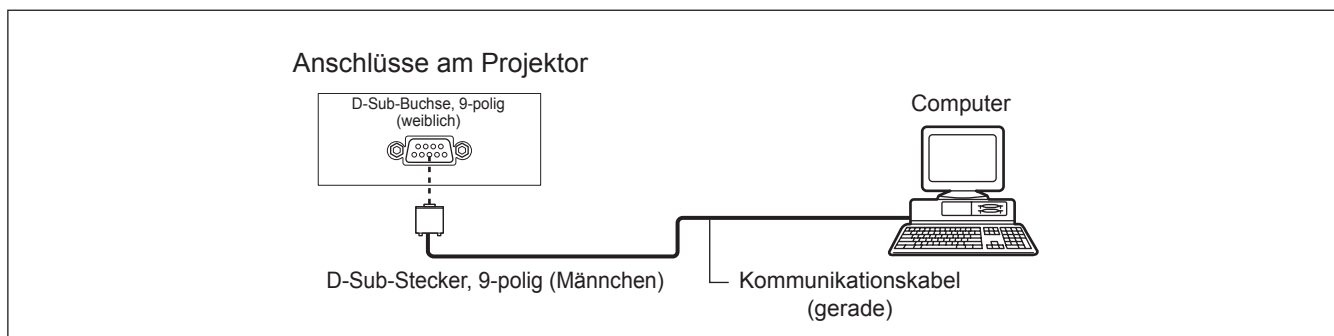 Anschlüsse am Projektor
D-Sub-Buchse, 9-polig
(weiblich)
Computer
D-Sub-Stecker, 9-polig (Männchen)
Kommunikationskabel
(gerade)